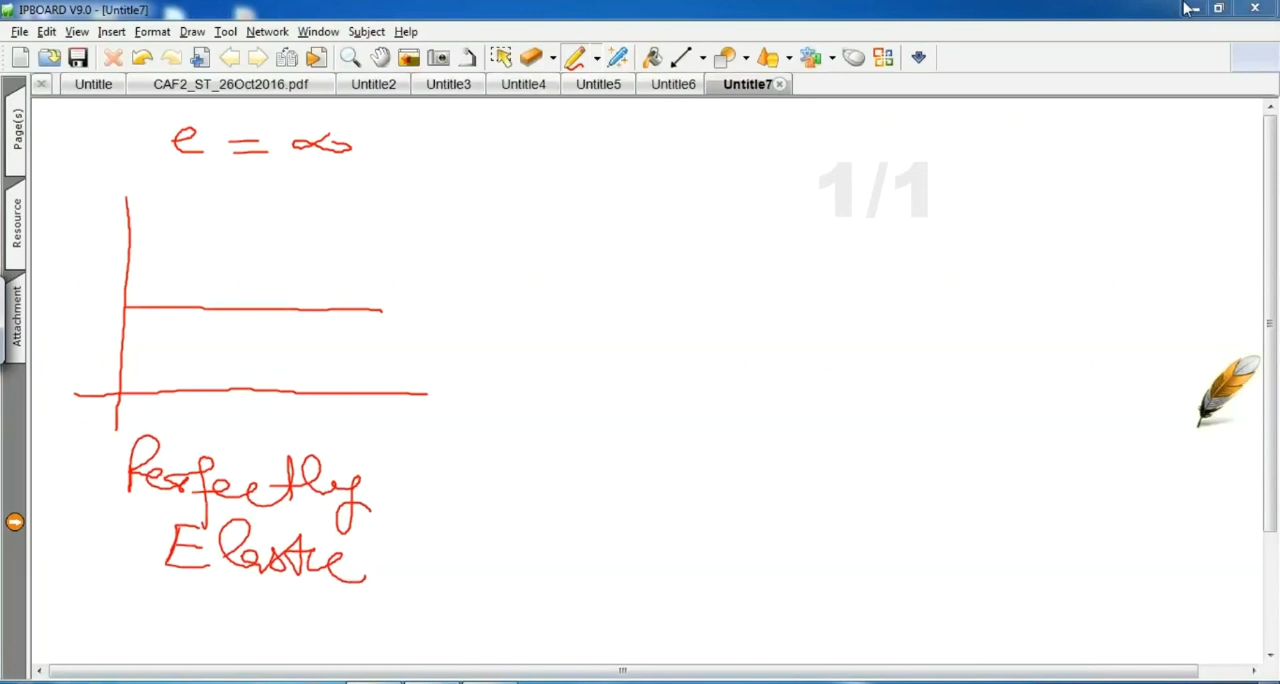 IPBOARD V9.0 - [Untitle7]
File Edit View Insert Format Draw Tool Network Window Subject Help
Untitle CAF2_ST_26Oct2016.pdf Untitle2 Untitle3 Untitle4 Untitle5 Untitle6 Untitle7
Page(s)
Resource
Attachment
1/1
e = ∞
Perfectly
Elastic